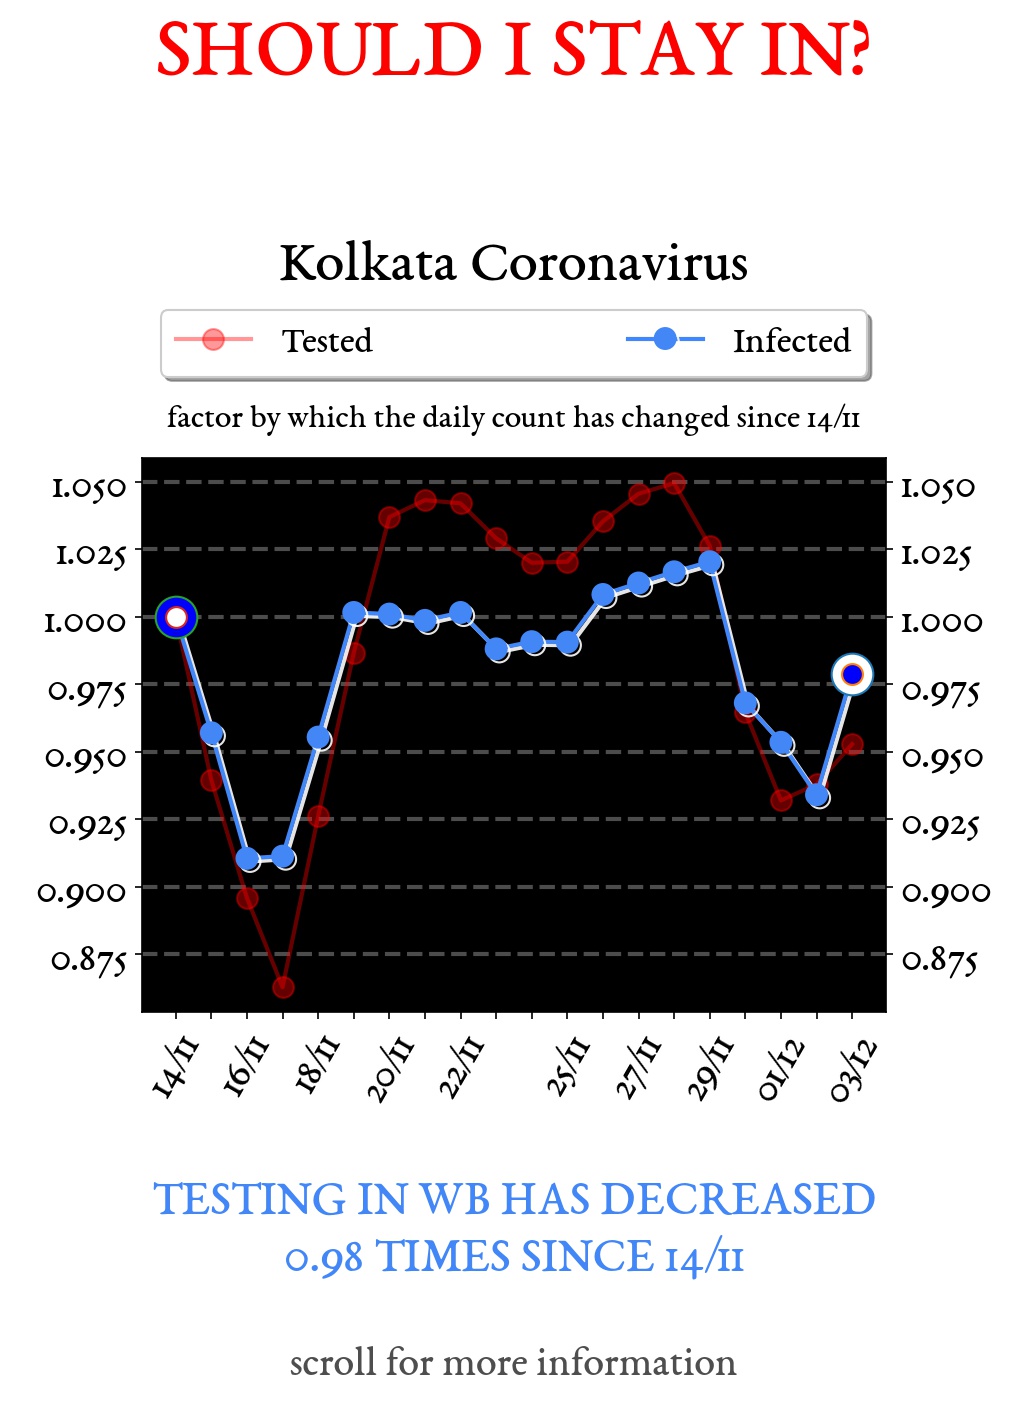 SHOULD I STAY IN?
Kolkata Coronavirus
Tested Infected
factor by which the daily count has changed since 14/11
1.050 1.050
1.025 1.025
1.000 1.000
0.975 0.975
0.950 0.950
0.925 0.925
0.900 0.900
0.875 0.875
14/11 16/11 18/11 20/11 22/11 25/11 27/11 29/11 01/12 03/12
TESTING IN WB HAS DECREASED
0.98 TIMES SINCE 14/11
scroll for more information